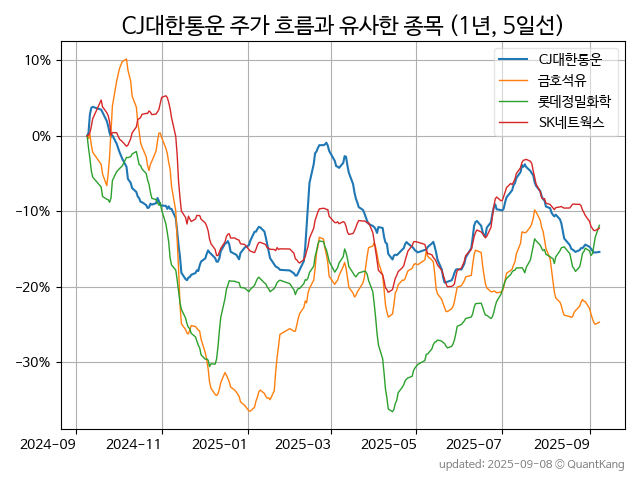 CJ대한통운 주가 흐름과 유사한 종목 (1년, 5일선)
CJ대한통운
금호석유
롯데정밀화학
SK네트웍스
10%
0%
−10%
−20%
−30%
2024−09
2024−11
2025−01
2025−03
2025−05
2025−07
2025−09
updated: 2025-09-08 © QuantKang